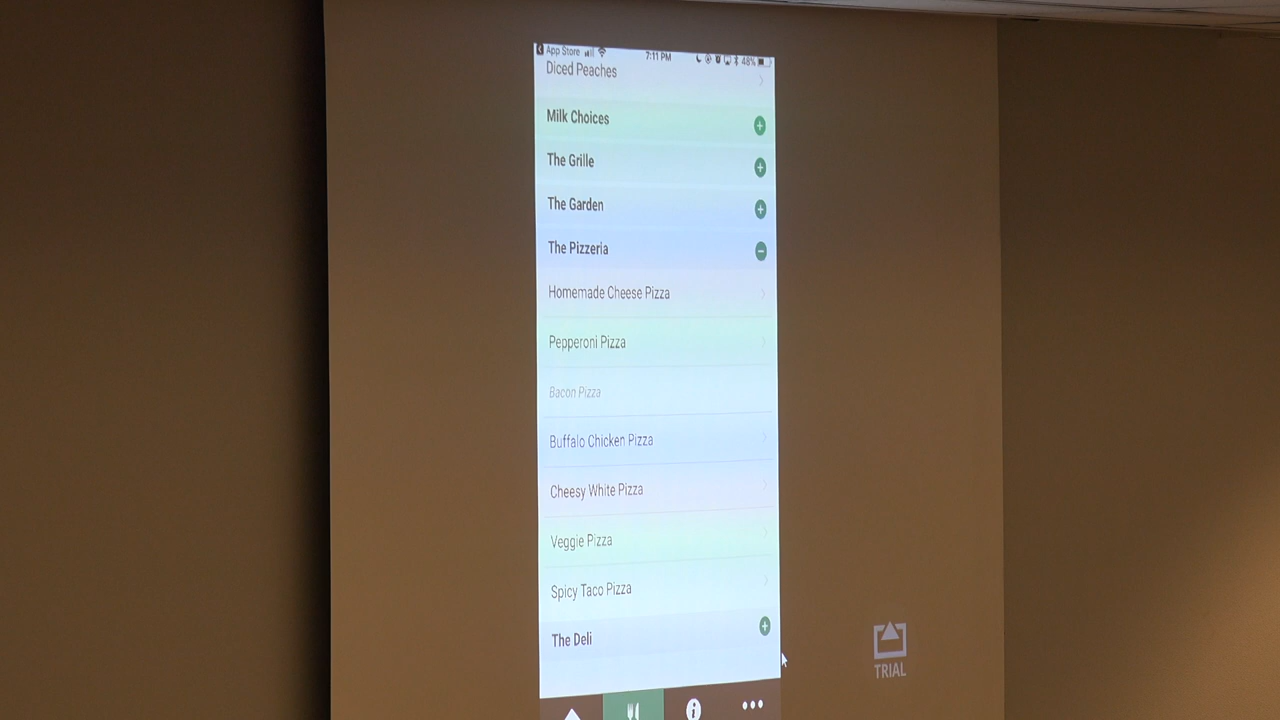 App Store 7:11 PM 48%
Diced Peaches
Milk Choices
The Grille
The Garden
The Pizzeria
Homemade Cheese Pizza
Pepperoni Pizza
Bacon Pizza
Buffalo Chicken Pizza
Cheesy White Pizza
Veggie Pizza
Spicy Taco Pizza
The Deli
TRIAL